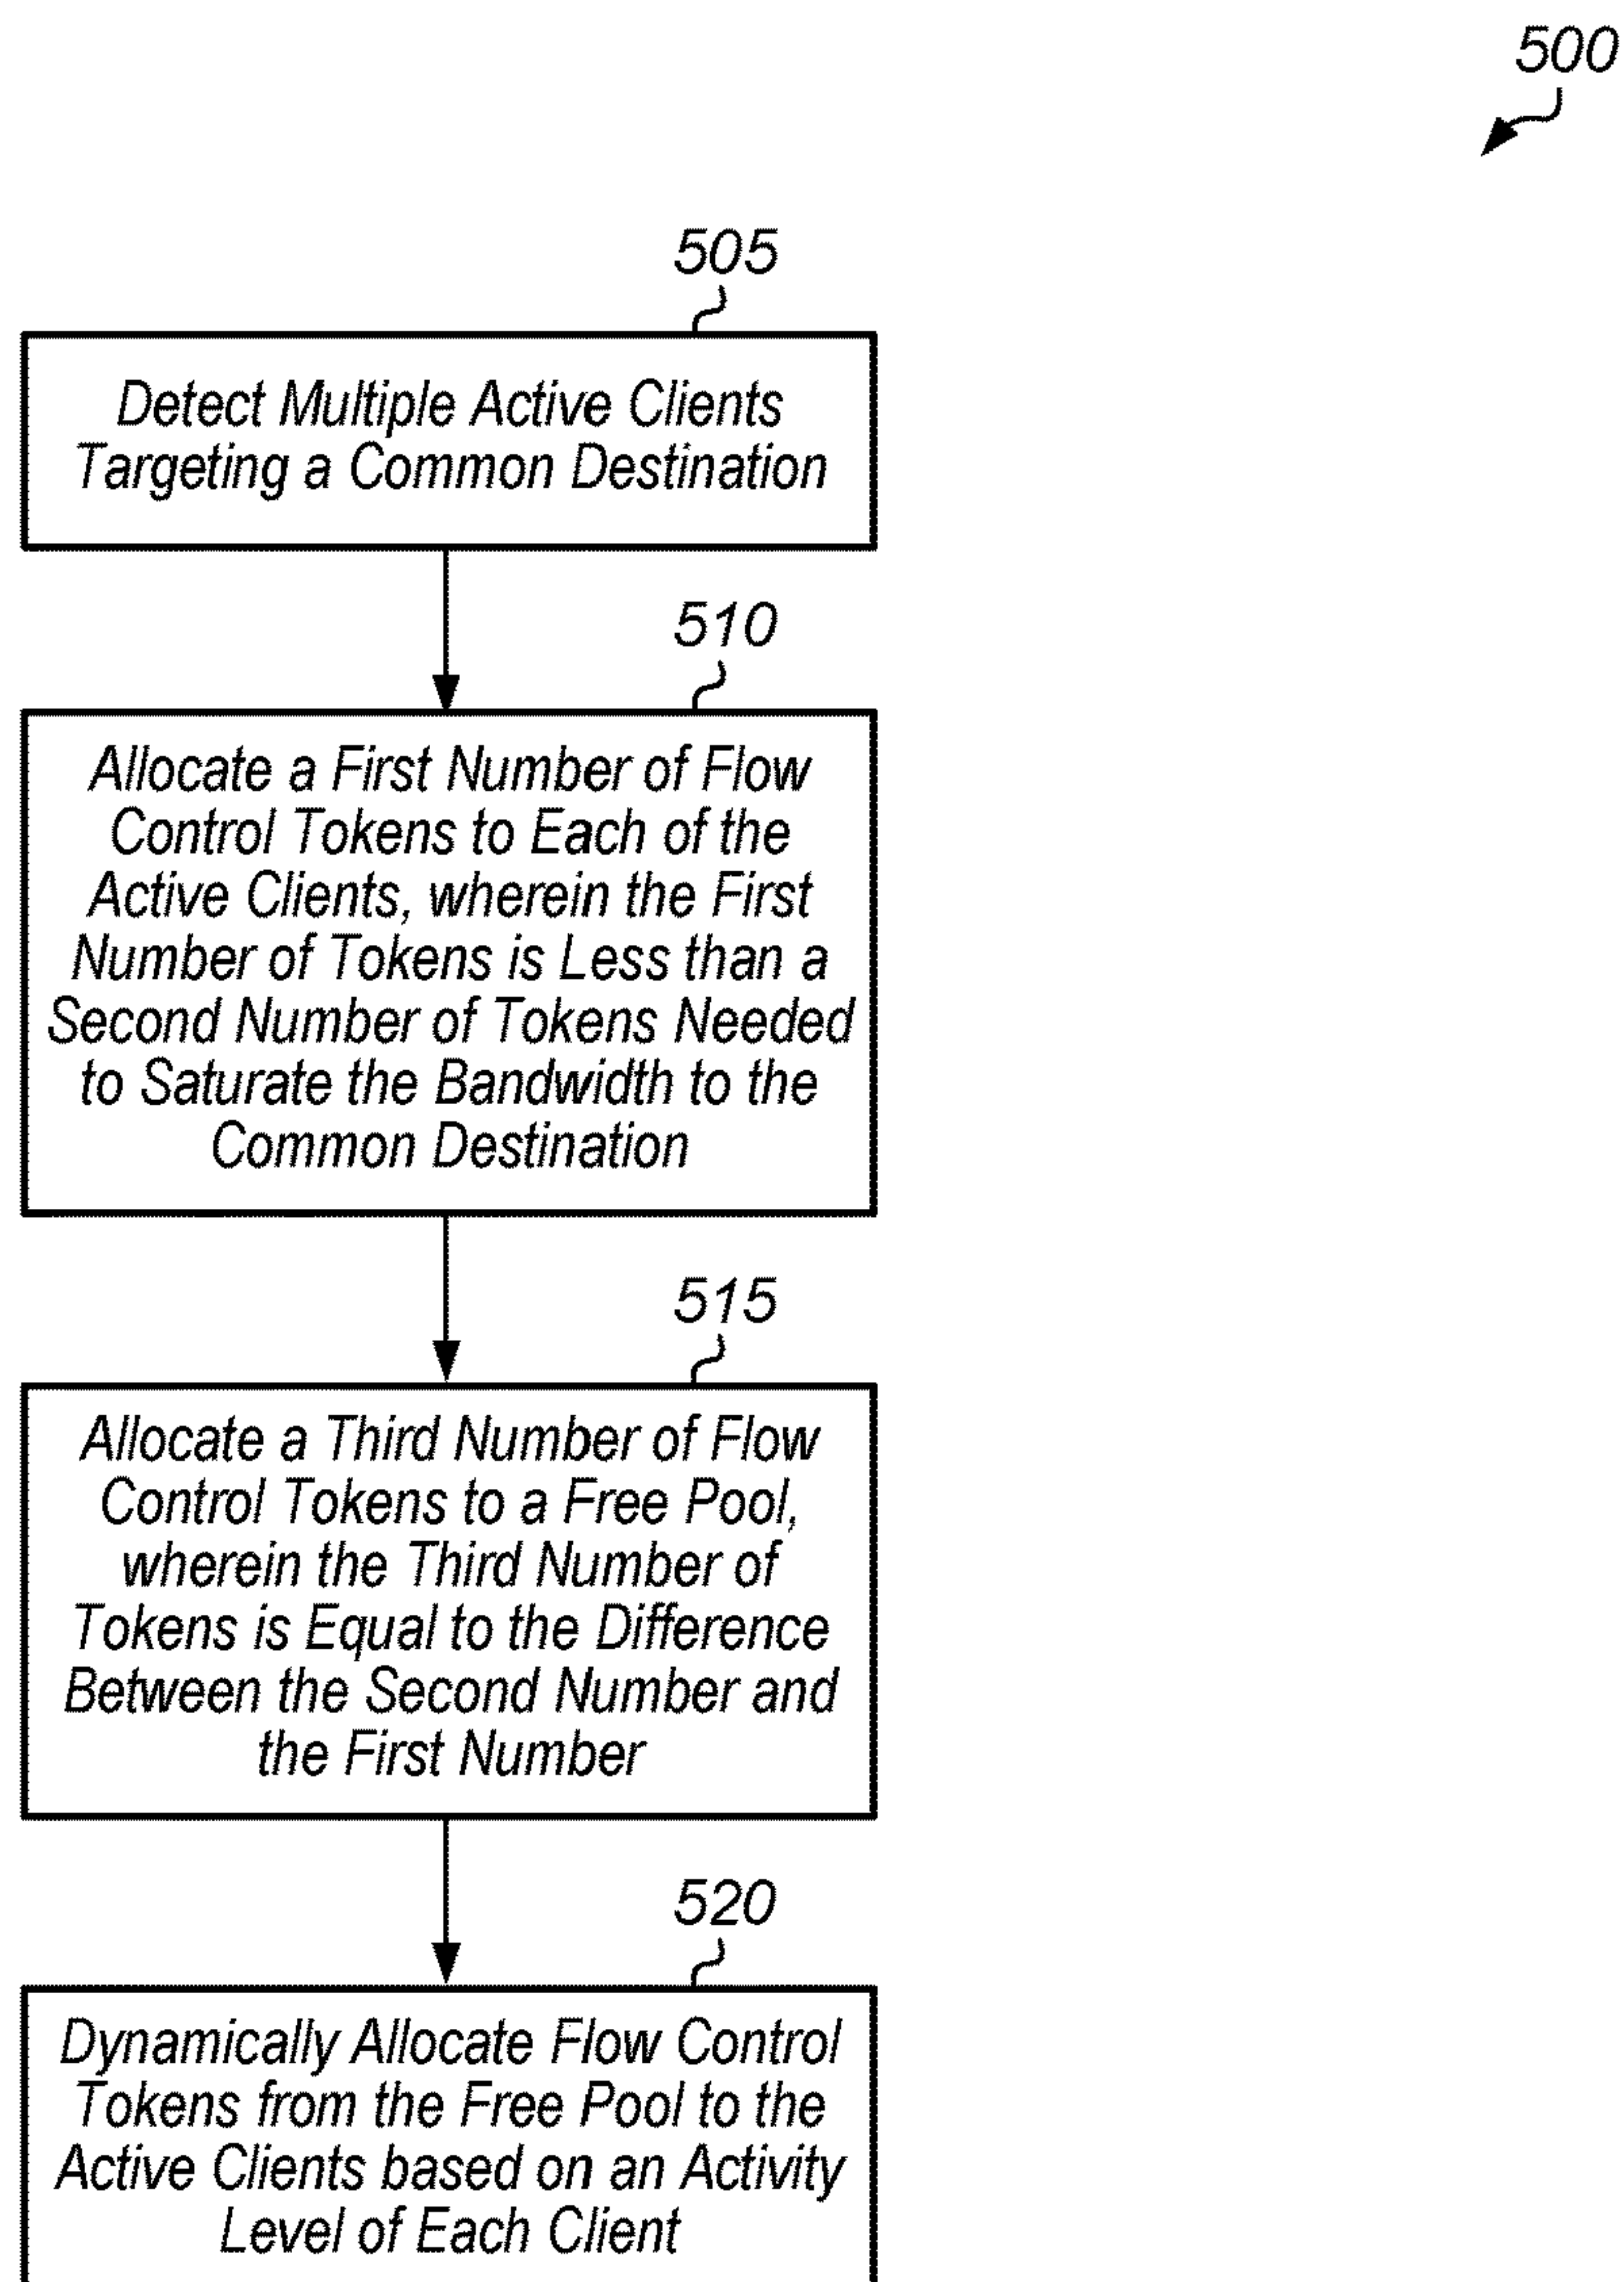 500
505
Detect Multiple Active Clients
Targeting a Common Destination
510
Allocate a First Number of Flow
Control Tokens to Each of the
Active Clients, wherein the First
Number of Tokens is Less than a
Second Number of Tokens Needed
to Saturate the Bandwidth to the
Common Destination
515
Allocate a Third Number of Flow
Control Tokens to a Free Pool,
wherein the Third Number of
Tokens is Equal to the Difference
Between the Second Number and
the First Number
520
Dynamically Allocate Flow Control
Tokens from the Free Pool to the
Active Clients based on an Activity
Level of Each Client